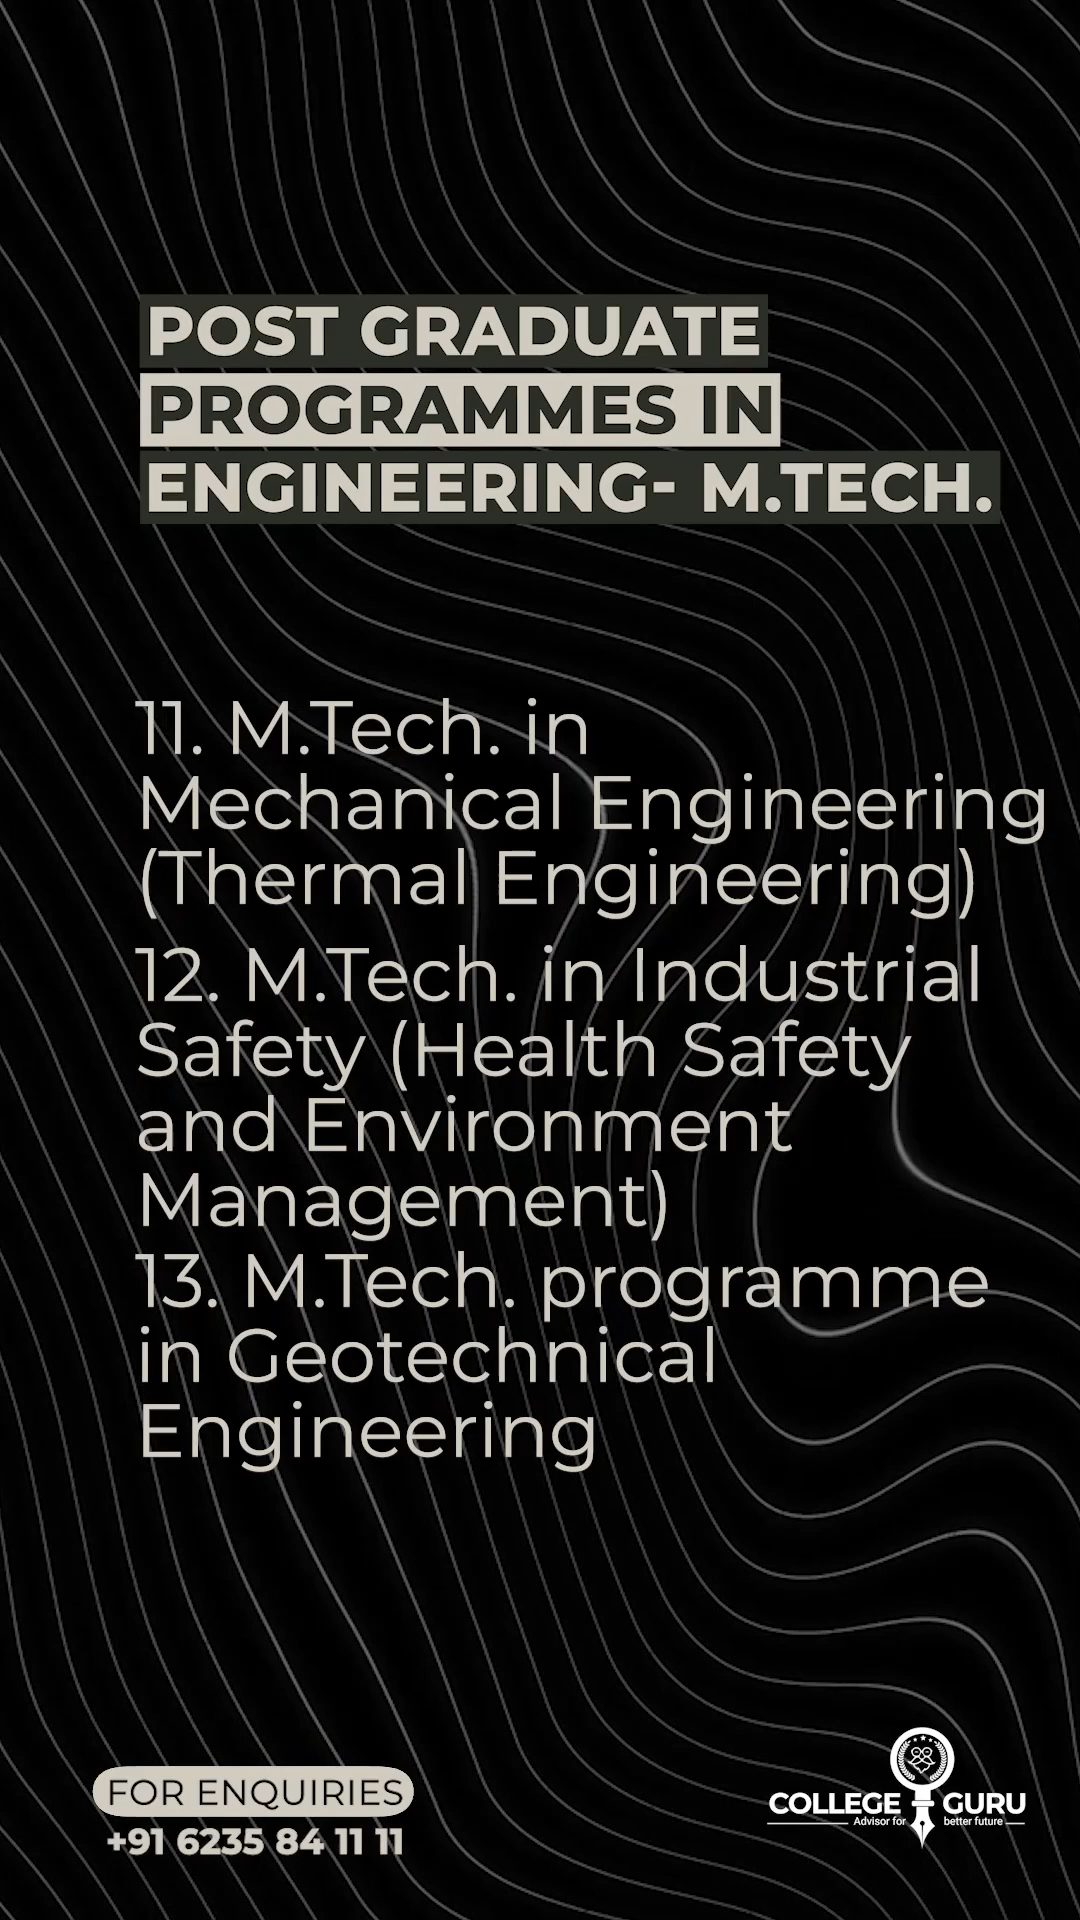 POST GRADUATE
PROGRAMMES IN
ENGINEERING- M.TECH.
11. M.Tech. in
Mechanical Engineering
(Thermal Engineering)
12. M.Tech. in Industrial
Safety (Health Safety
and Environment
Management)
13. M.Tech. programme
in Geotechnical
Engineering
FOR ENQUIRIES
+91 6235 84 11 11
COLLEGE GURU
Advisor for better future